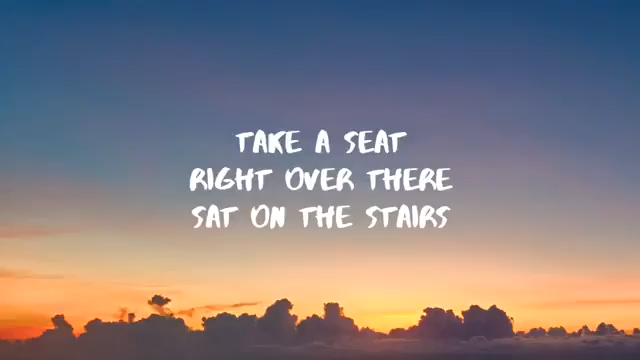 TAKE A SEAT
RIGHT OVER THERE
SAT ON THE STAIRS